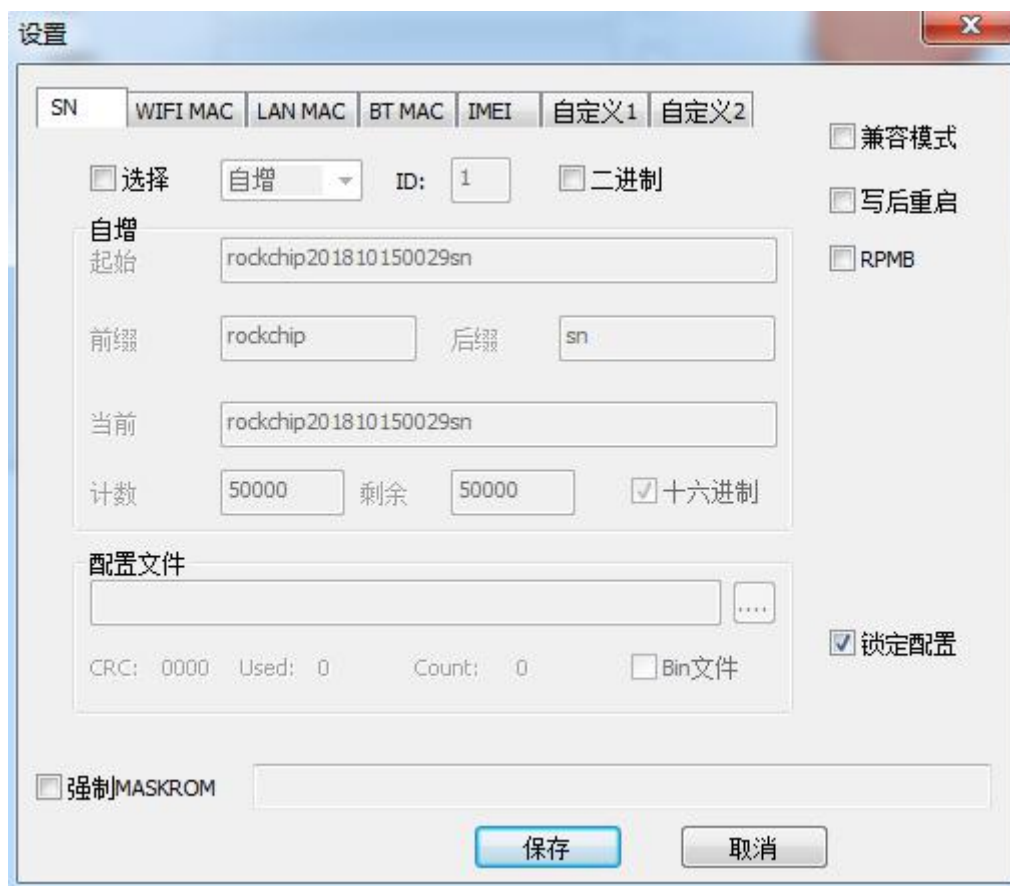 设置
SN WIFI MAC LAN MAC BT MAC IMEI 自定义1 自定义2
兼容模式
选择 自增 ID: 1 二进制
写后重启
自增
起始 rockchip201810150029sn
RPMB
前缀 rockchip 后缀 sn
当前 rockchip201810150029sn
计数 50000 剩余 50000 十六进制
配置文件
....
锁定配置
CRC: 0000 Used: 0 Count: 0 Bin文件
强制MASKROM
保存 取消